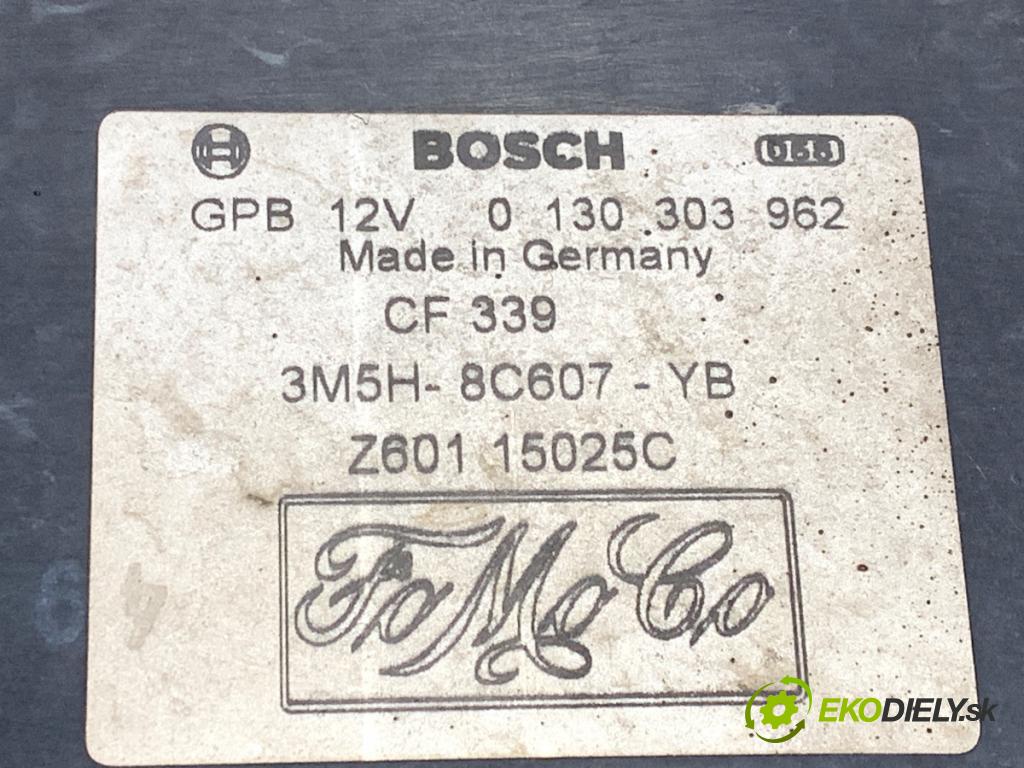 BOSCH
GPB 12V 0 130 303 962
Made in Germany
CF 339
3M5H- 8C607 - YB
Z601 15025C
FoMoCo
EKODIELY.sk